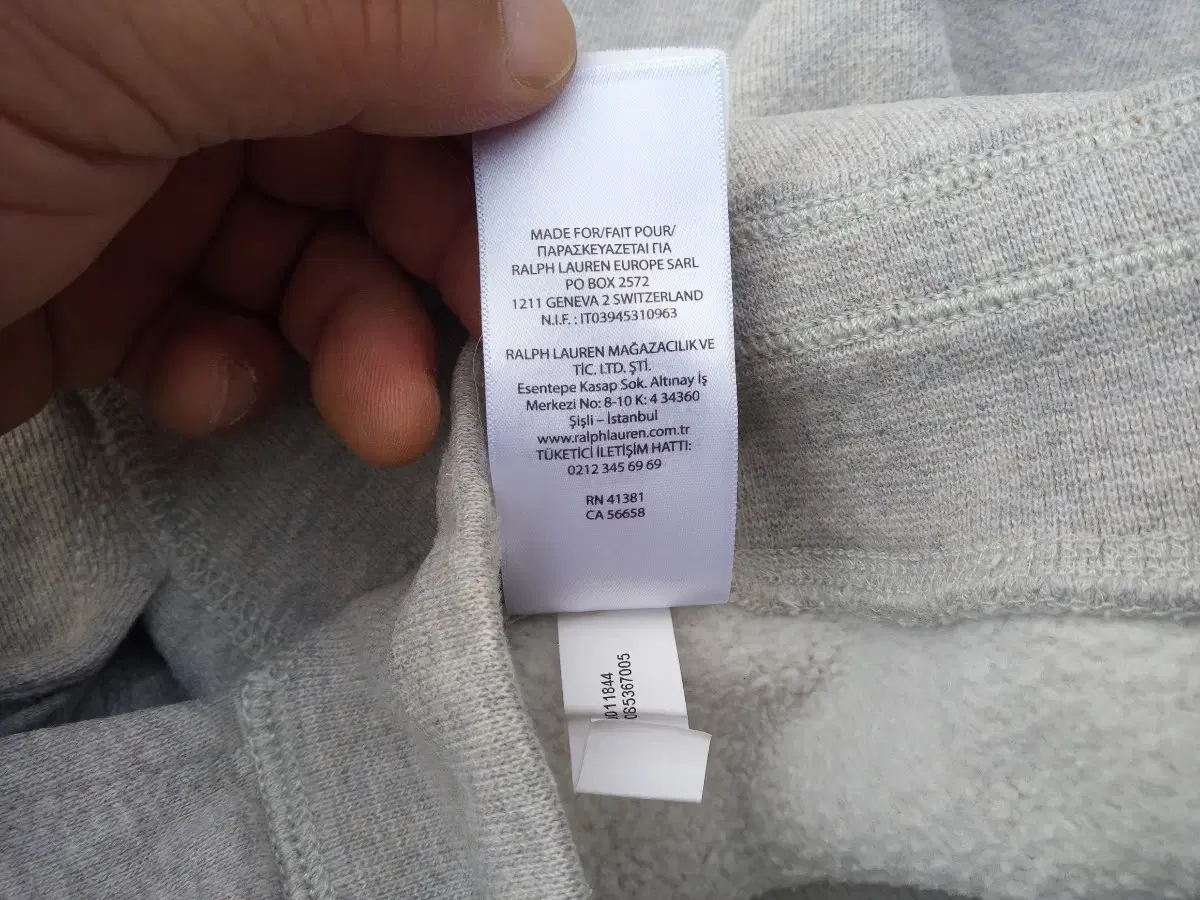 MADE FOR/FAIT POUR/
ΠΑΡΑΣΚΕΥΑΖΕΤΑΙ ΓΙΑ
RALPH LAUREN EUROPE SARL
PO BOX 2572
1211 GENEVA 2 SWITZERLAND
N.I.F. : IT03945310963
RALPH LAUREN MAĞAZACILIK VE
TİC. LTD. ŞTİ.
Esentepe Kasap Sok. Altınay İş
Merkezi No: 8-10 K: 4 34360
Şişli – İstanbul
www.ralphlauren.com.tr
TÜKETİCİ İLETİŞİM HATTI:
0212 345 69 69
RN 41381
CA 56658